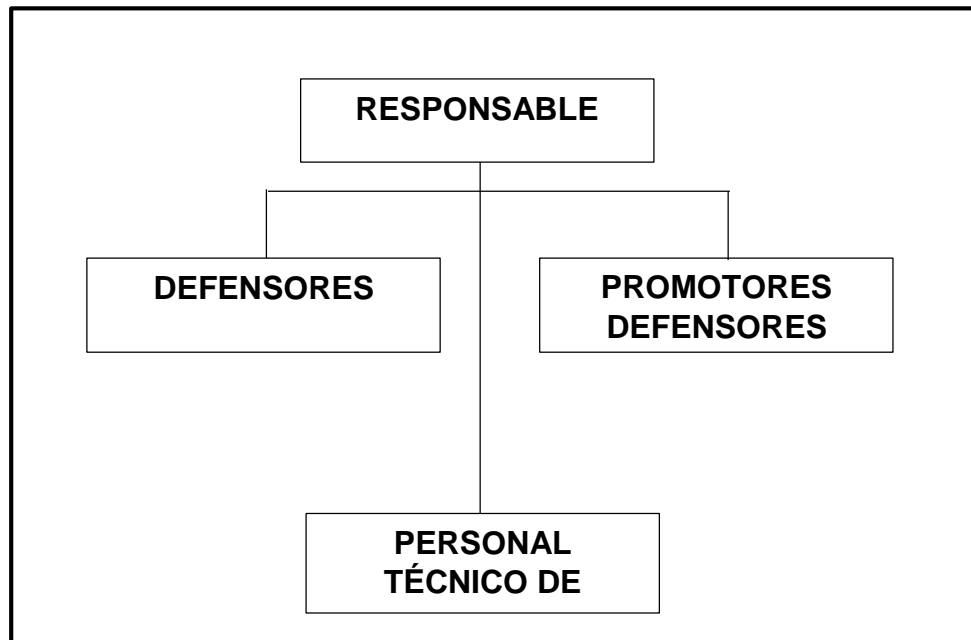 RESPONSABLE
DEFENSORES
PROMOTORES
DEFENSORES
PERSONAL
TÉCNICO DE